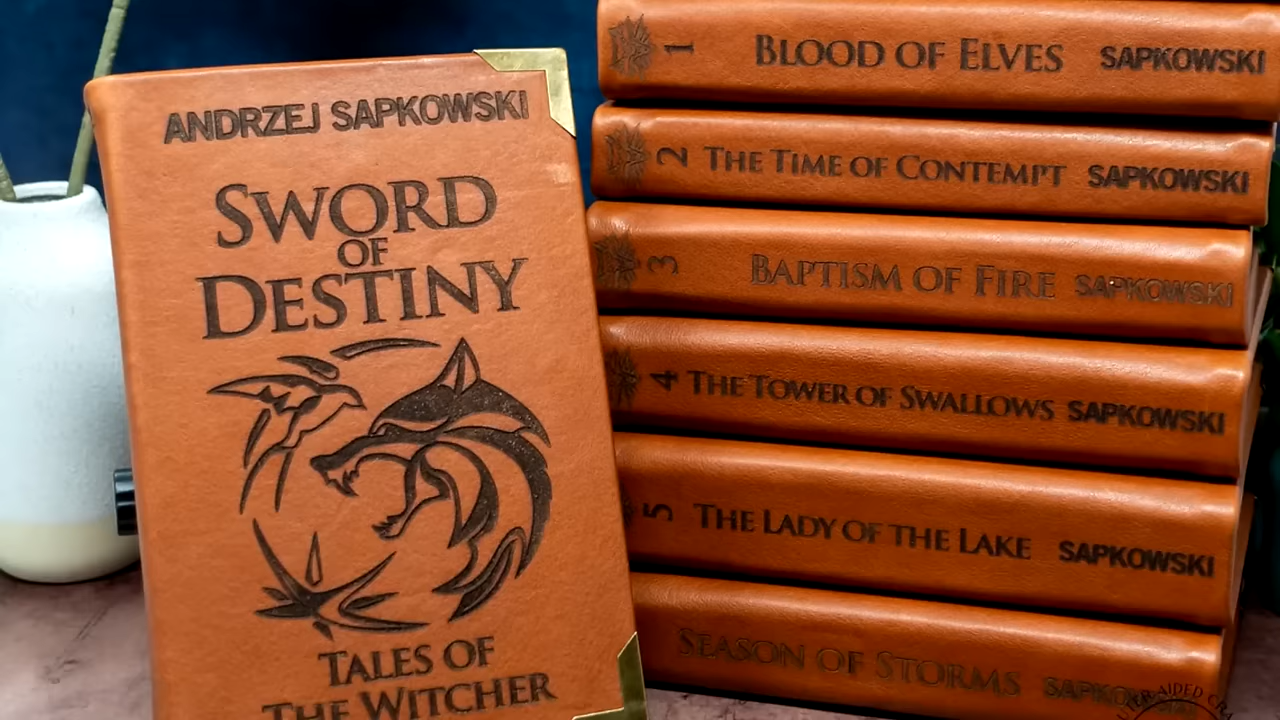 ANDRZEJ SAPKOWSKI
SWORD
OF
DESTINY
TALES OF
THE WITCHER
1 BLOOD OF ELVES SAPKOWSKI
2 THE TIME OF CONTEMPT SAPKOWSKI
3 BAPTISM OF FIRE SAPKOWSKI
4 THE TOWER OF SWALLOWS SAPKOWSKI
5 THE LADY OF THE LAKE SAPKOWSKI
SEASON OF STORMS